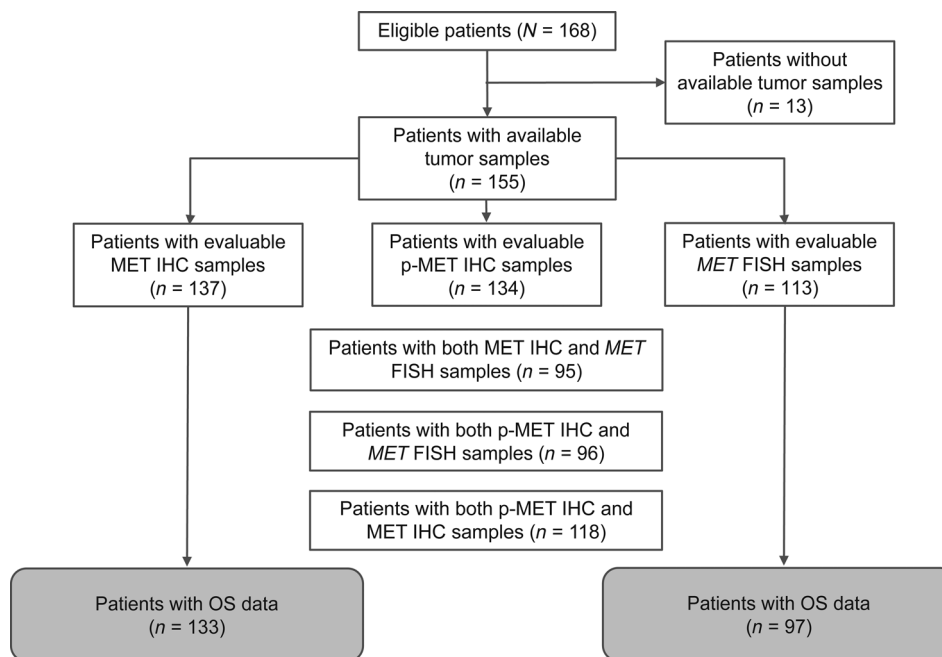 Eligible patients (N = 168)
Patients without
available tumor samples
(n = 13)
Patients with available
tumor samples
(n = 155)
Patients with evaluable
MET IHC samples
(n = 137)
Patients with evaluable
p-MET IHC samples
(n = 134)
Patients with evaluable
MET FISH samples
(n = 113)
Patients with both MET IHC and MET
FISH samples (n = 95)
Patients with both p-MET IHC and
MET FISH samples (n = 96)
Patients with both p-MET IHC and
MET IHC samples (n = 118)
Patients with OS data
(n = 133)
Patients with OS data
(n = 97)